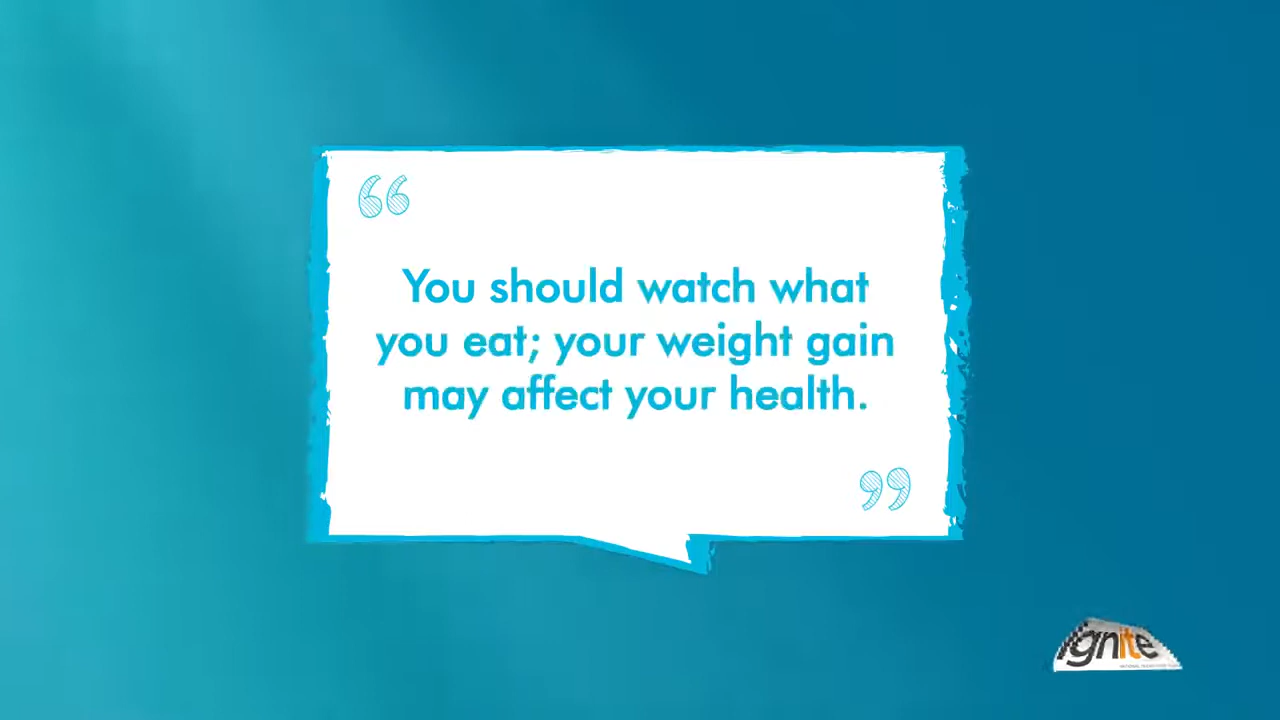 “
You should watch what
you eat; your weight gain
may affect your health.
”
ignite